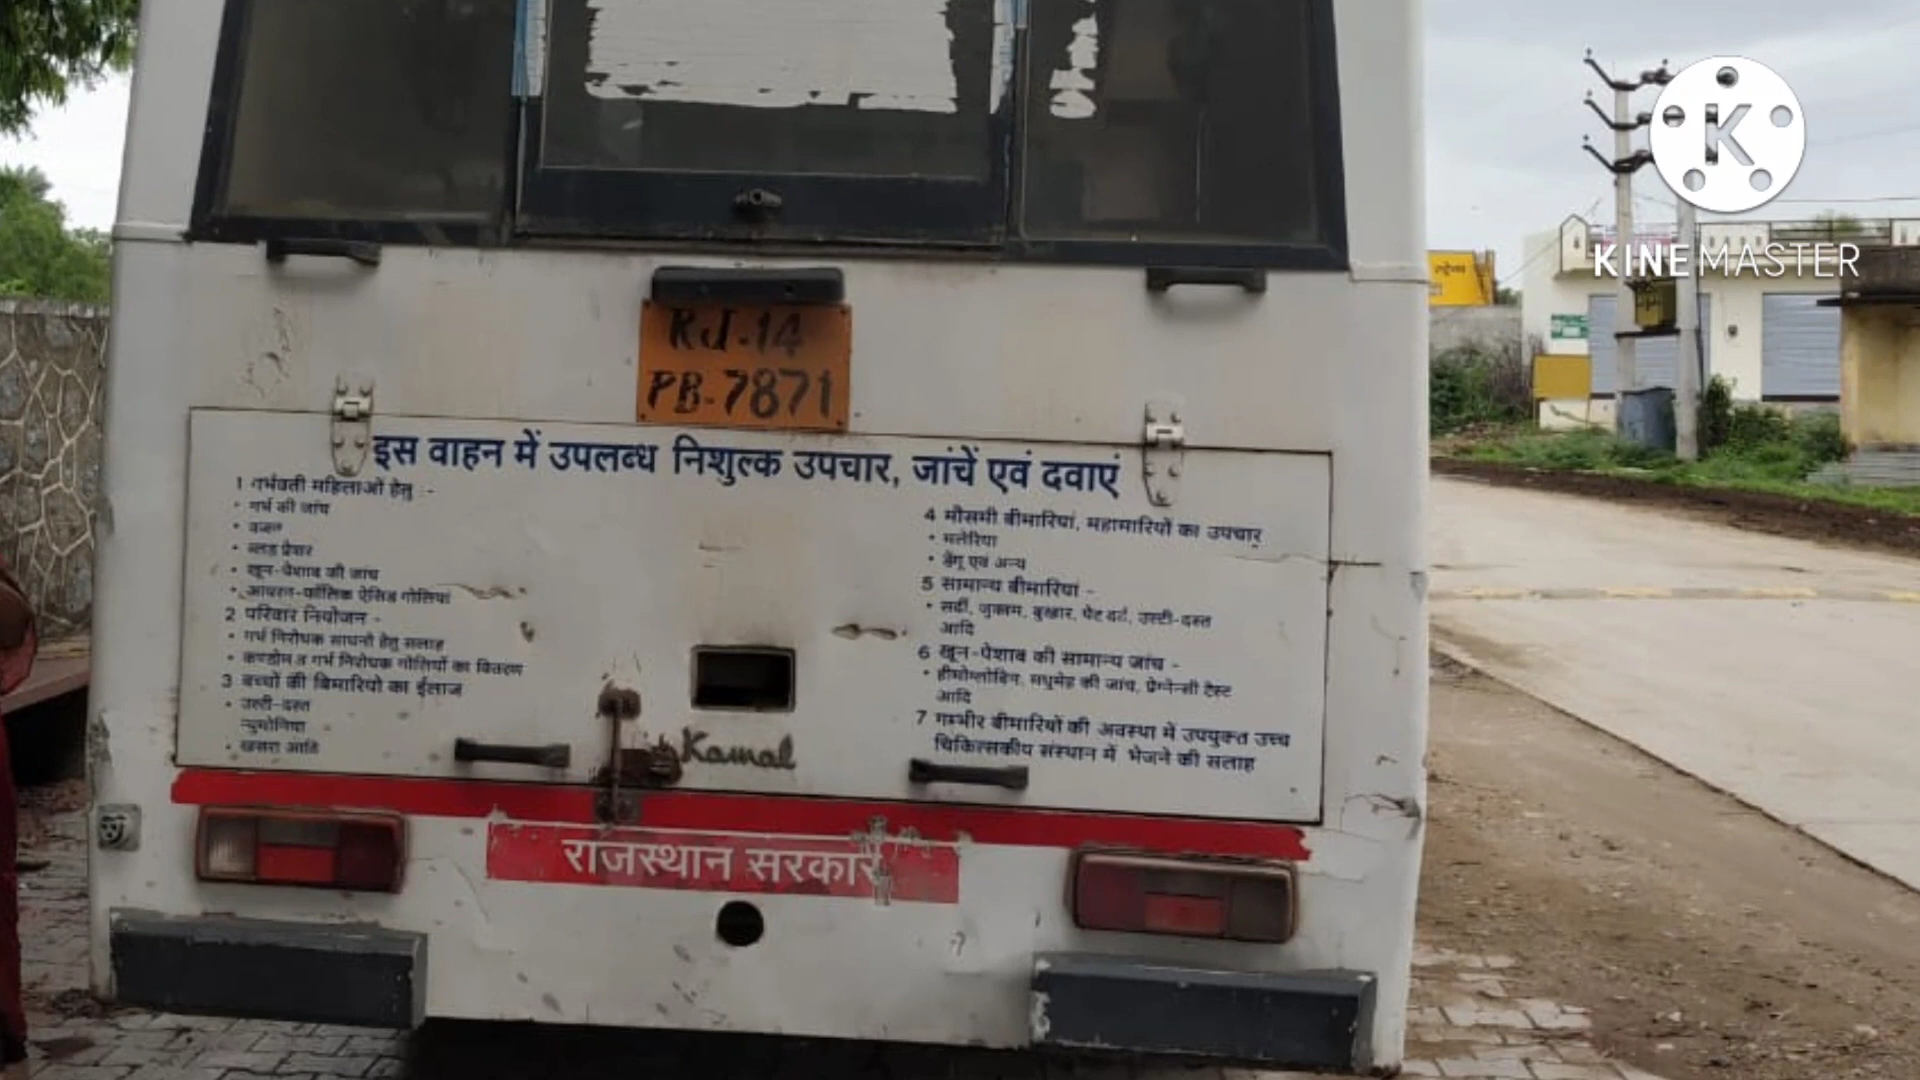 KINEMASTER
RJ-14
PB-7871
इस वाहन में उपलब्ध निशुल्क उपचार, जांचें एवं दवाएं
1 गर्भवती महिलाओं हेतु :-
• गर्भ की जांच
• वजन
• ब्लड प्रैशर
• खून-पेशाब की जांच
• आयरन-फॉलिक ऐसिड गोलियां
2 परिवार नियोजन -
• गर्भ निरोधक साधनों हेतु सलाह
• कण्डोम व गर्भ निरोधक गोलियों का वितरण
3 बच्चों की बिमारियो का ईलाज
• उल्टी-दस्त
न्युमोनिया
• खसरा आदि
4 मौसमी बीमारियां, महामारियों का उपचार
• मलेरिया
• डेंगू एवं अन्य
5 सामान्य बीमारियां -
• सर्दी, जुकाम, बुखार, पेट दर्द, उल्टी-दस्त
आदि
6 खून-पेशाब की सामान्य जांच -
• हीमोग्लोबिन, मधुमेह की जांच, प्रेग्नेन्सी टैस्ट
आदि
7 गम्भीर बीमारियों की अवस्था में उपयुक्त उच्च
चिकित्सकीय संस्थान में भेजने की सलाह
Kamal
राजस्थान सरकार